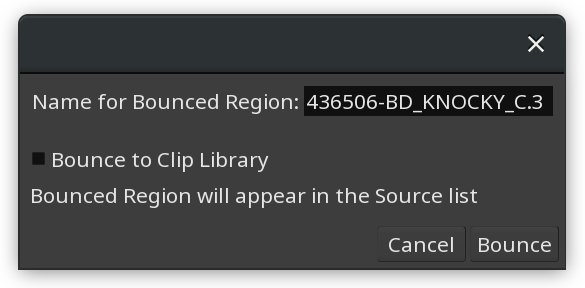 Name for Bounced Region: 436506-BD_KNOCKY_C.3
Bounce to Clip Library
Bounced Region will appear in the Source list
Cancel Bounce